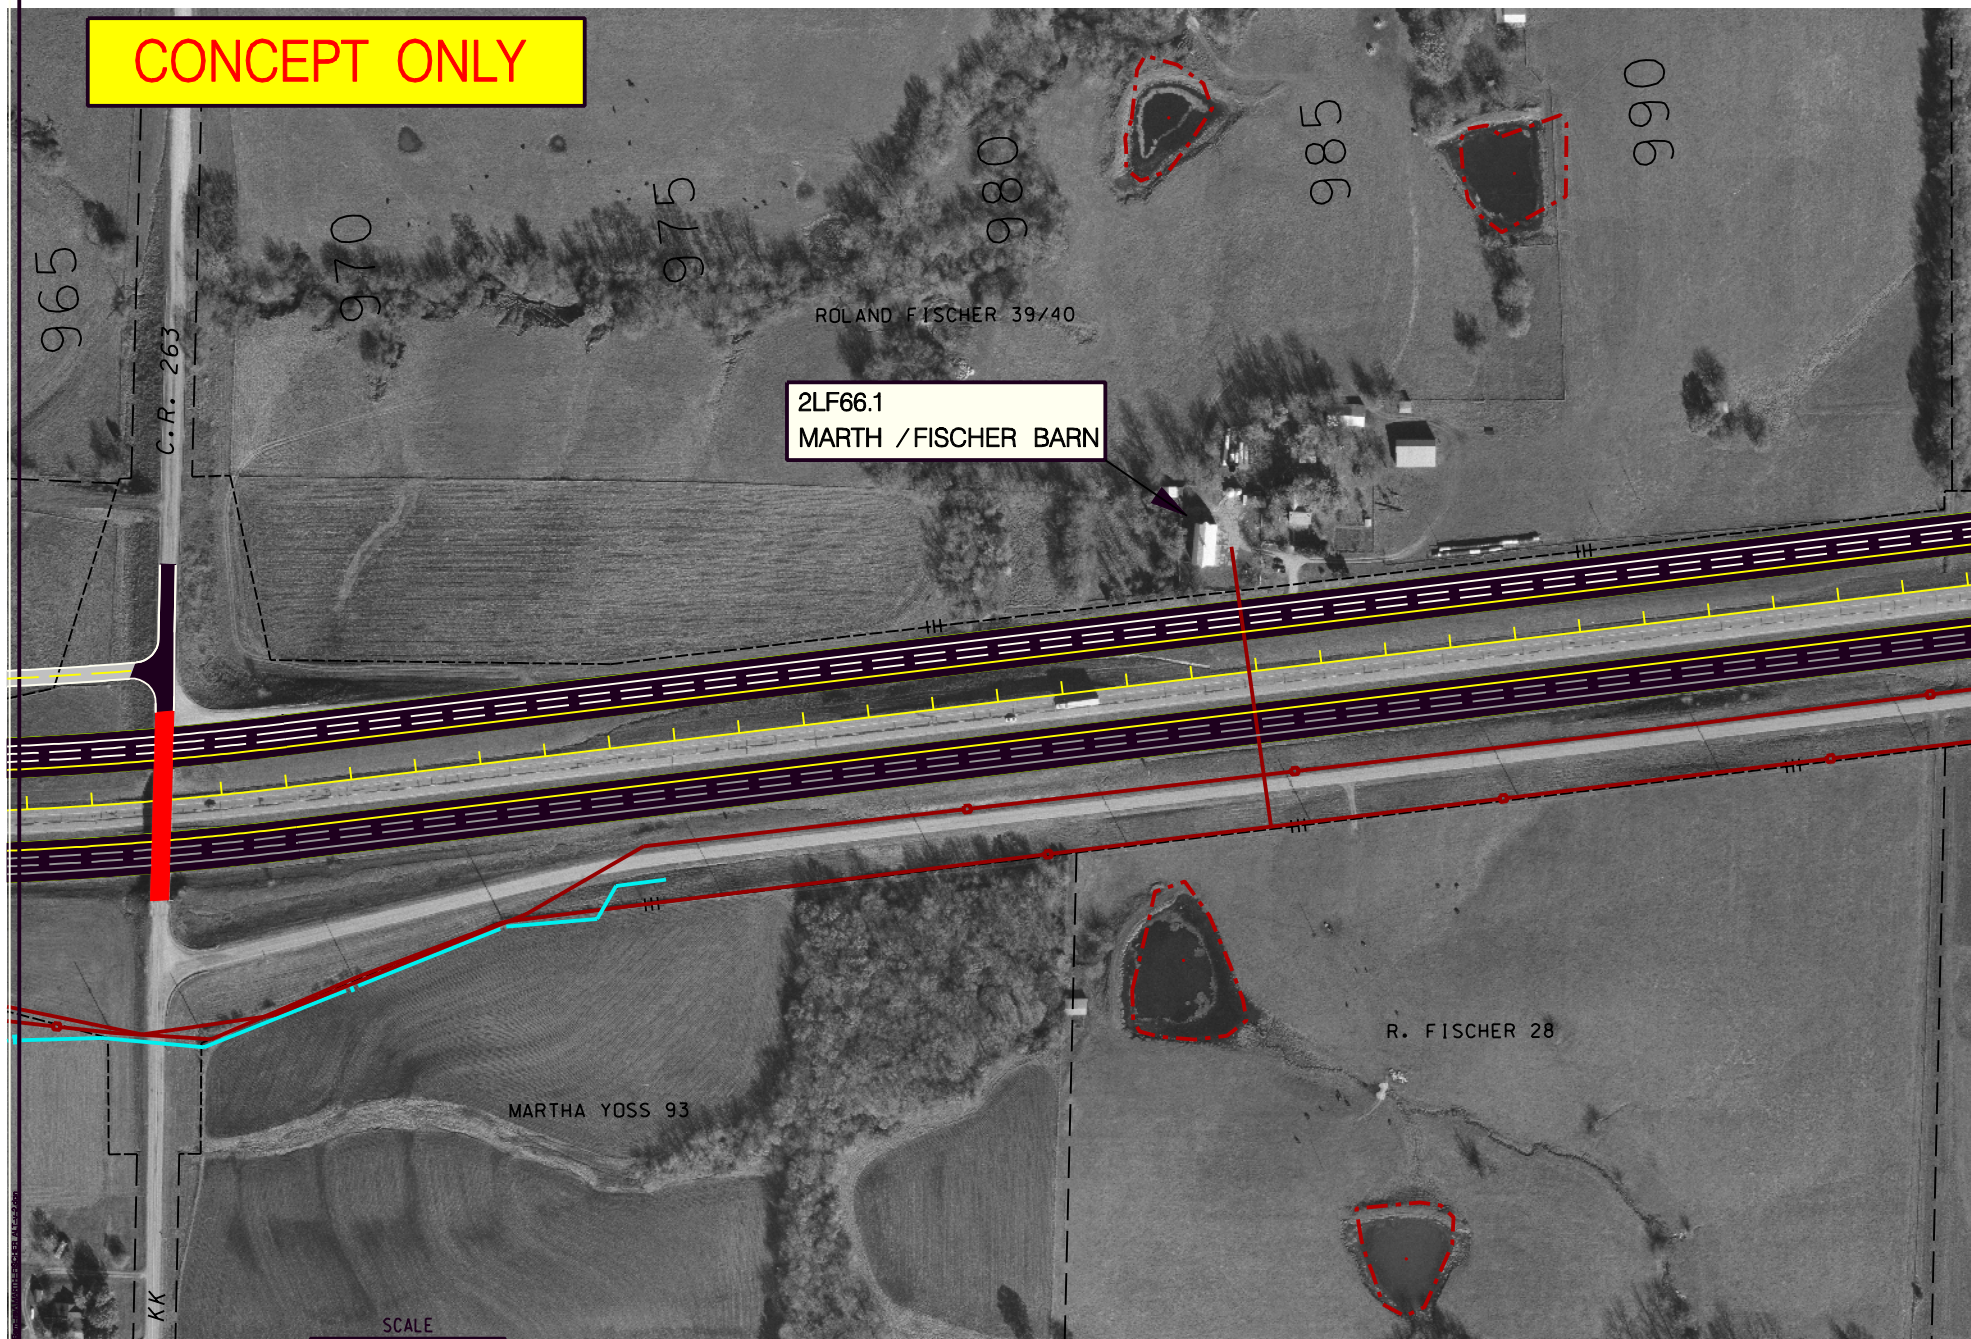 CONCEPT ONLY
965
970
975
980
985
990
C.R. 263
ROLAND FISCHER 39/40
2LF66.1
MARTH / FISCHER BARN
R. FISCHER 28
MARTHA YOSS 93
KK
SCALE